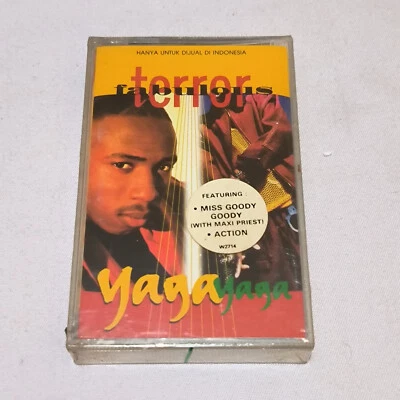 HANYA UNTUK DIJUAL DI INDONESIA
terror
fabulous
FEATURING :
• MISS GOODY
GOODY
(WITH MAXI PRIEST)
• ACTION
W2714
yaga yaga